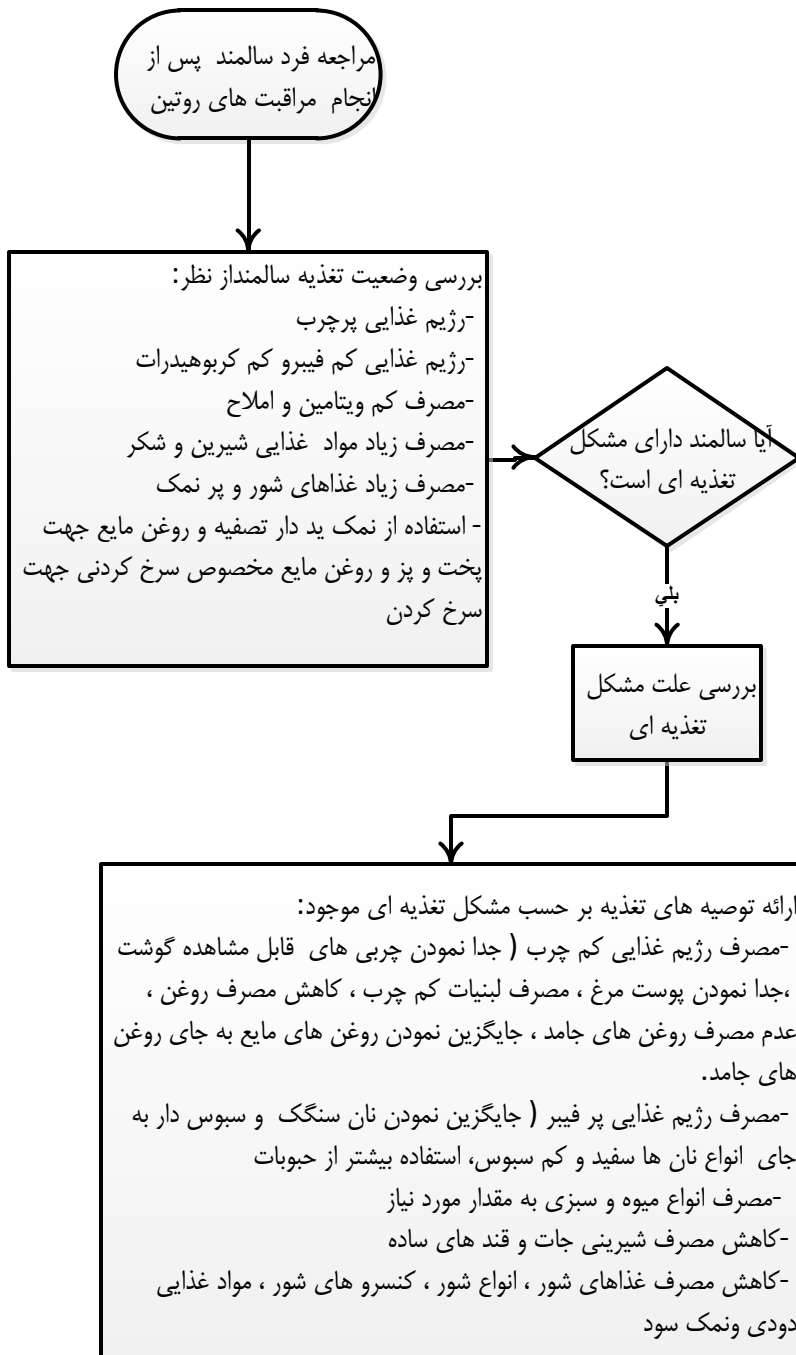 مراجعه فرد سالمند پس از
انجام مراقبت های روتین
بررسی وضعیت تغذیه سالمنداز نظر:
-رژیم غذایی پرچرب
-رژیم غذایی کم فیبرو کم کربوهیدرات
-مصرف کم ویتامین و املاح
-مصرف زیاد مواد غذایی شیرین و شکر
-مصرف زیاد غذاهای شور و پر نمک
- استفاده از نمک ید دار تصفیه و روغن مایع جهت
پخت و پز و روغن مایع مخصوص سرخ کردنی جهت
سرخ کردن
آیا سالمند دارای مشکل
تغذیه ای است؟
بلي
بررسی علت مشکل
تغذیه ای
ارائه توصیه های تغذیه بر حسب مشکل تغذیه ای موجود:
-مصرف رژیم غذایی کم چرب ( جدا نمودن چربی های قابل مشاهده گوشت
،جدا نمودن پوست مرغ ، مصرف لبنیات کم چرب ، کاهش مصرف روغن ،
عدم مصرف روغن های جامد ، جایگزین نمودن روغن های مایع به جای روغن
های جامد.
-مصرف رژیم غذایی پر فیبر ( جایگزین نمودن نان سنگک و سبوس دار به
جای انواع نان ها سفید و کم سبوس، استفاده بیشتر از حبوبات
-مصرف انواع میوه و سبزی به مقدار مورد نیاز
-کاهش مصرف شیرینی جات و قند های ساده
-کاهش مصرف غذاهای شور ، انواع شور ، کنسرو های شور ، مواد غذایی
دودی ونمک سود